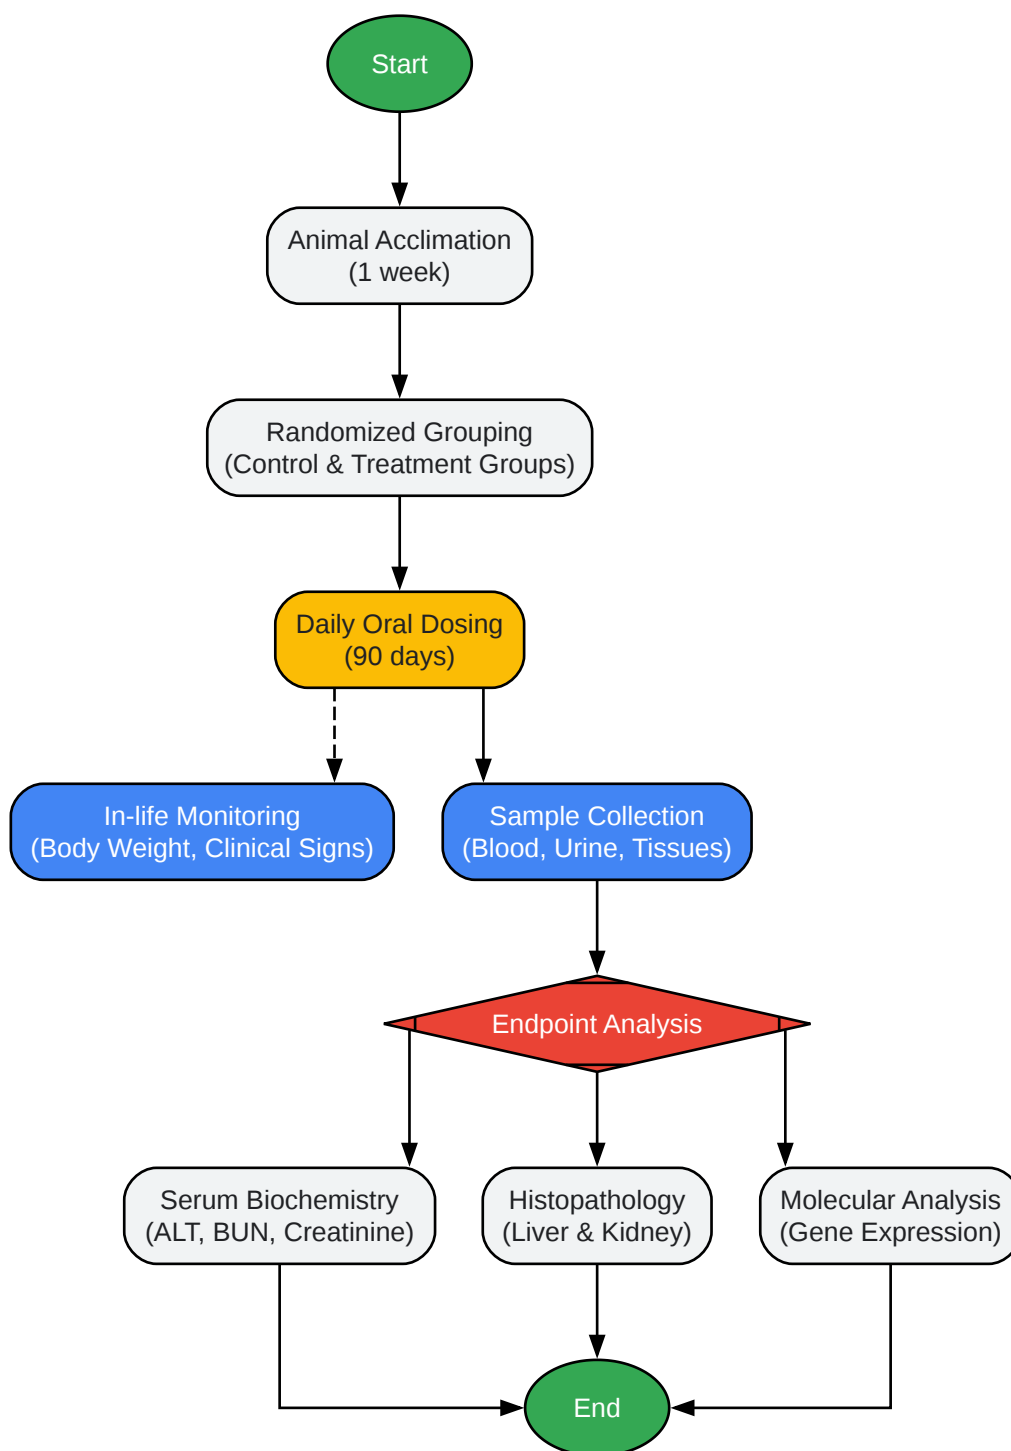 Start
Animal Acclimation
(1 week)
Randomized Grouping
(Control & Treatment Groups)
Daily Oral Dosing
(90 days)
In-life Monitoring
(Body Weight, Clinical Signs)
Sample Collection
(Blood, Urine, Tissues)
Endpoint Analysis
Serum Biochemistry
(ALT, BUN, Creatinine)
Histopathology
(Liver & Kidney)
Molecular Analysis
(Gene Expression)
End